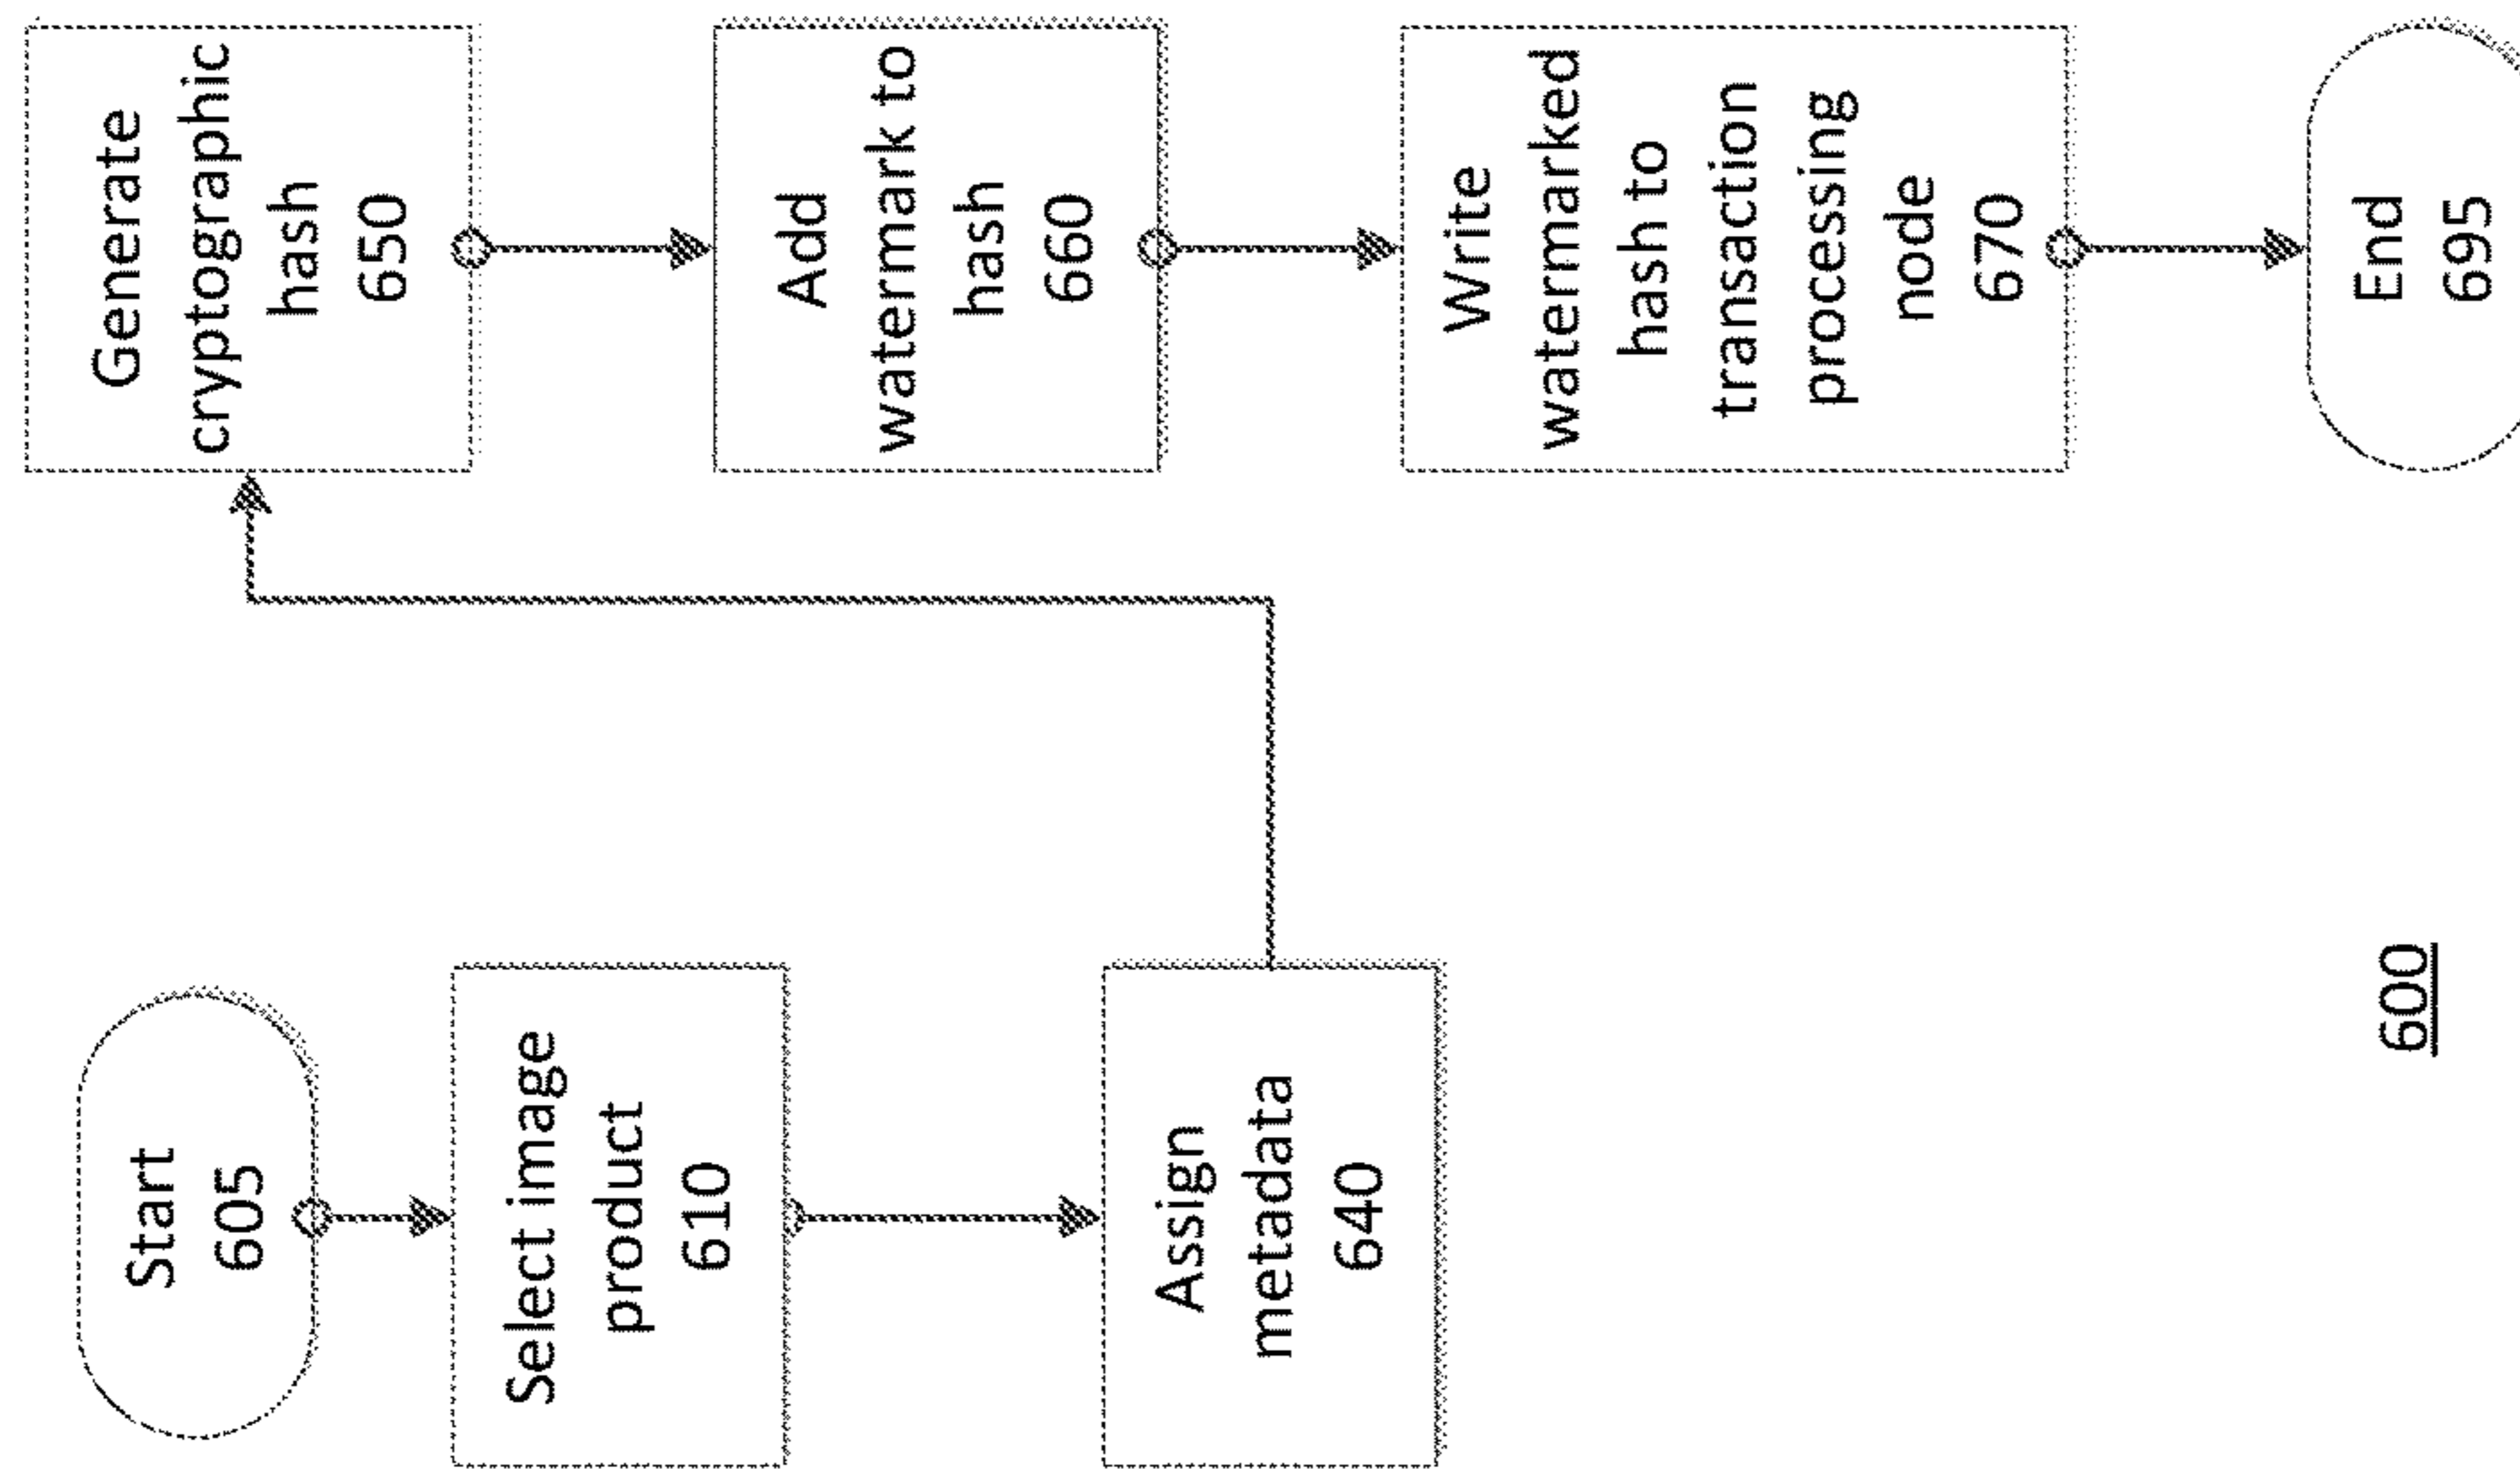 Start
605
Select image
product
610
Assign
metadata
640
Generate
cryptographic
hash
650
Add
watermark to
hash
660
Write
watermarked
hash to
transaction
processing
node
670
End
695
600